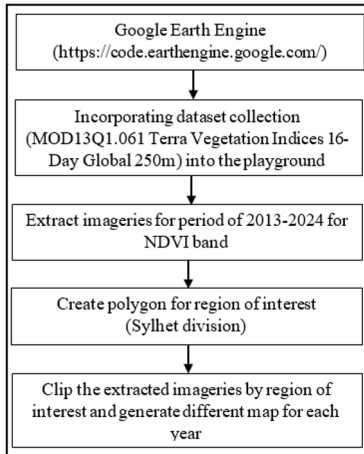 Google Earth Engine
(https://code.earthengine.google.com/)
Incorporating dataset collection
(MOD13Q1.061 Terra Vegetation Indices 16-
Day Global 250m) into the playground
Extract imageries for period of 2013-2024 for
NDVI band
Create polygon for region of interest
(Sylhet division)
Clip the extracted imageries by region of
interest and generate different map for each
year